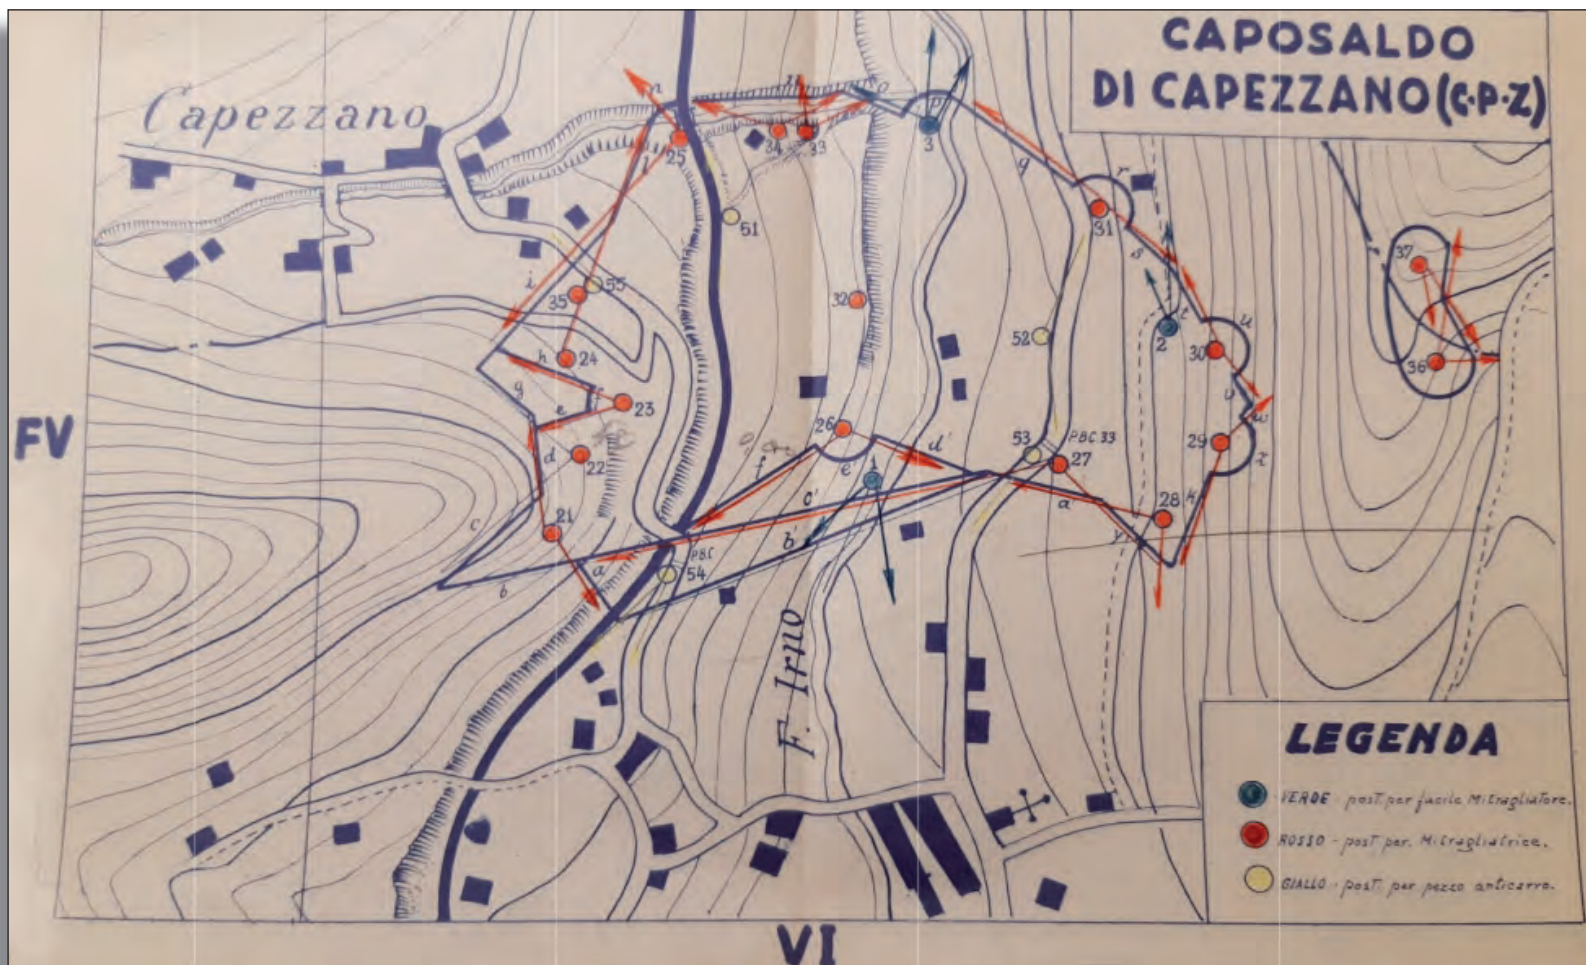 CAPOSALDO
DI CAPEZZANO (C.P.Z)
Capezzano
n
o
p
3
25
34
33
l
q
r
51
31
s
i
35
55
32
52
2
t
u
30
37
36
h
24
g
f
e
23
v
w
29
z
FV
26
d'
53
P.B.C. 33
27
d
22
f
e'
1
28
k
c
21
c'
a'
y
b'
P.B.C
54
a
b
F. Irno
LEGENDA
VERDE - post. per fucile Mitragliatore.
ROSSO - post. per. Mitragliatrice.
GIALLO - post. per pezzo anticarro.
VI